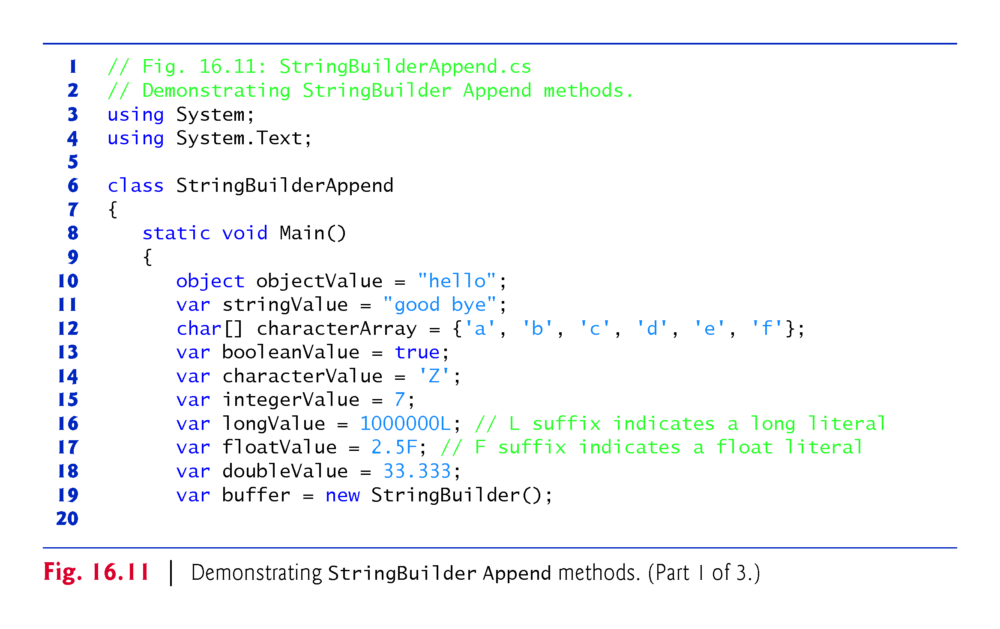 1 // Fig. 16.11: StringBuilderAppend.cs
2 // Demonstrating StringBuilder Append methods.
3 using System;
4 using System.Text;
5
6 class StringBuilderAppend
7 {
8 static void Main()
9 {
10 object objectValue = "hello";
11 var stringValue = "good bye";
12 char[] characterArray = {'a', 'b', 'c', 'd', 'e', 'f'};
13 var booleanValue = true;
14 var characterValue = 'Z';
15 var integerValue = 7;
16 var longValue = 1000000L; // L suffix indicates a long literal
17 var floatValue = 2.5F; // F suffix indicates a float literal
18 var doubleValue = 33.333;
19 var buffer = new StringBuilder();
20
Fig. 16.11 | Demonstrating StringBuilder Append methods. (Part 1 of 3.)